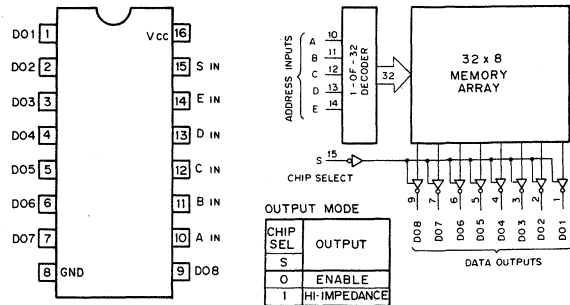 DO1 1
VCC 16
DO2 2
15 S IN
DO3 3
14 E IN
DO4 4
13 D IN
DO5 5
12 C IN
DO6 6
11 B IN
DO7 7
10 A IN
8 GND
9 DO8
ADDRESS INPUTS
A 10
B 11
C 12
D 13
E 14
1-OF-32
DECODER
32
32 x 8
MEMORY
ARRAY
S 15
CHIP SELECT
9 7 6 5 4 3 2 1
DO8 DO7 DO6 DO5 DO4 DO3 DO2 DO1
DATA OUTPUTS
OUTPUT MODE
CHIP
SEL
OUTPUT
S
0 ENABLE
1 HI-IMPEDANCE